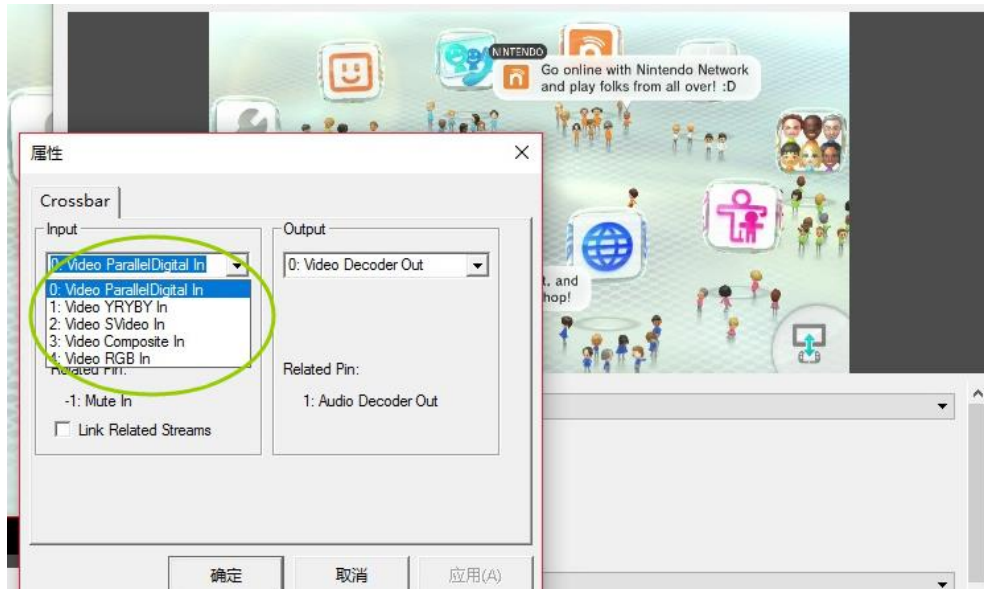 NINTENDO
Go online with Nintendo Network
and play folks from all over! :D
属性
Crossbar
Input
Output
0: Video ParallelDigital In
0: Video Decoder Out
0: Video ParallelDigital In
1: Video YRYBY In
2: Video SVideo In
3: Video Composite In
4: Video RGB In
Related Pin:
Related Pin:
-1: Mute In
1: Audio Decoder Out
Link Related Streams
t, and
hop!
确定
取消
应用(A)